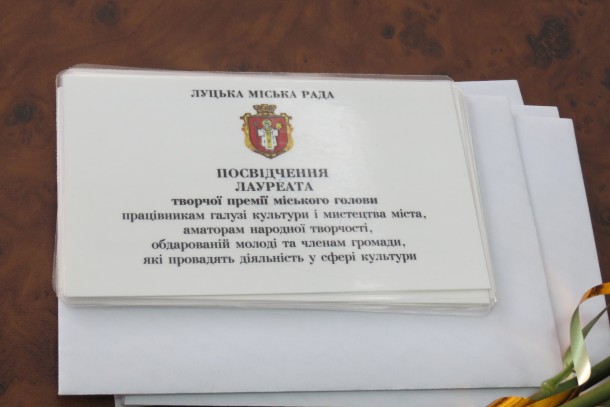 ЛУЦЬКА МІСЬКА РАДА
ПОСВІДЧЕННЯ
ЛАУРЕАТА
творчої премії міського голови
працівникам галузі культури і мистецтва міста,
аматорам народної творчості,
обдарованій молоді та членам громади,
які провадять діяльність у сфері культури